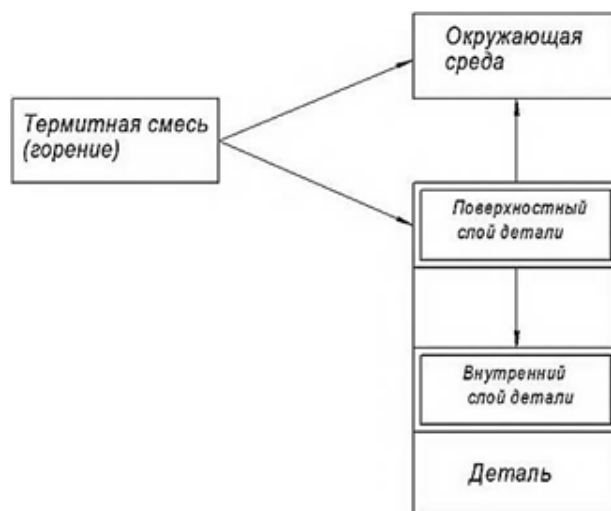 Окружающая
среда
Термитная смесь
(горение)
Поверхностный
слой детали
Внутренний
слой детали
Деталь